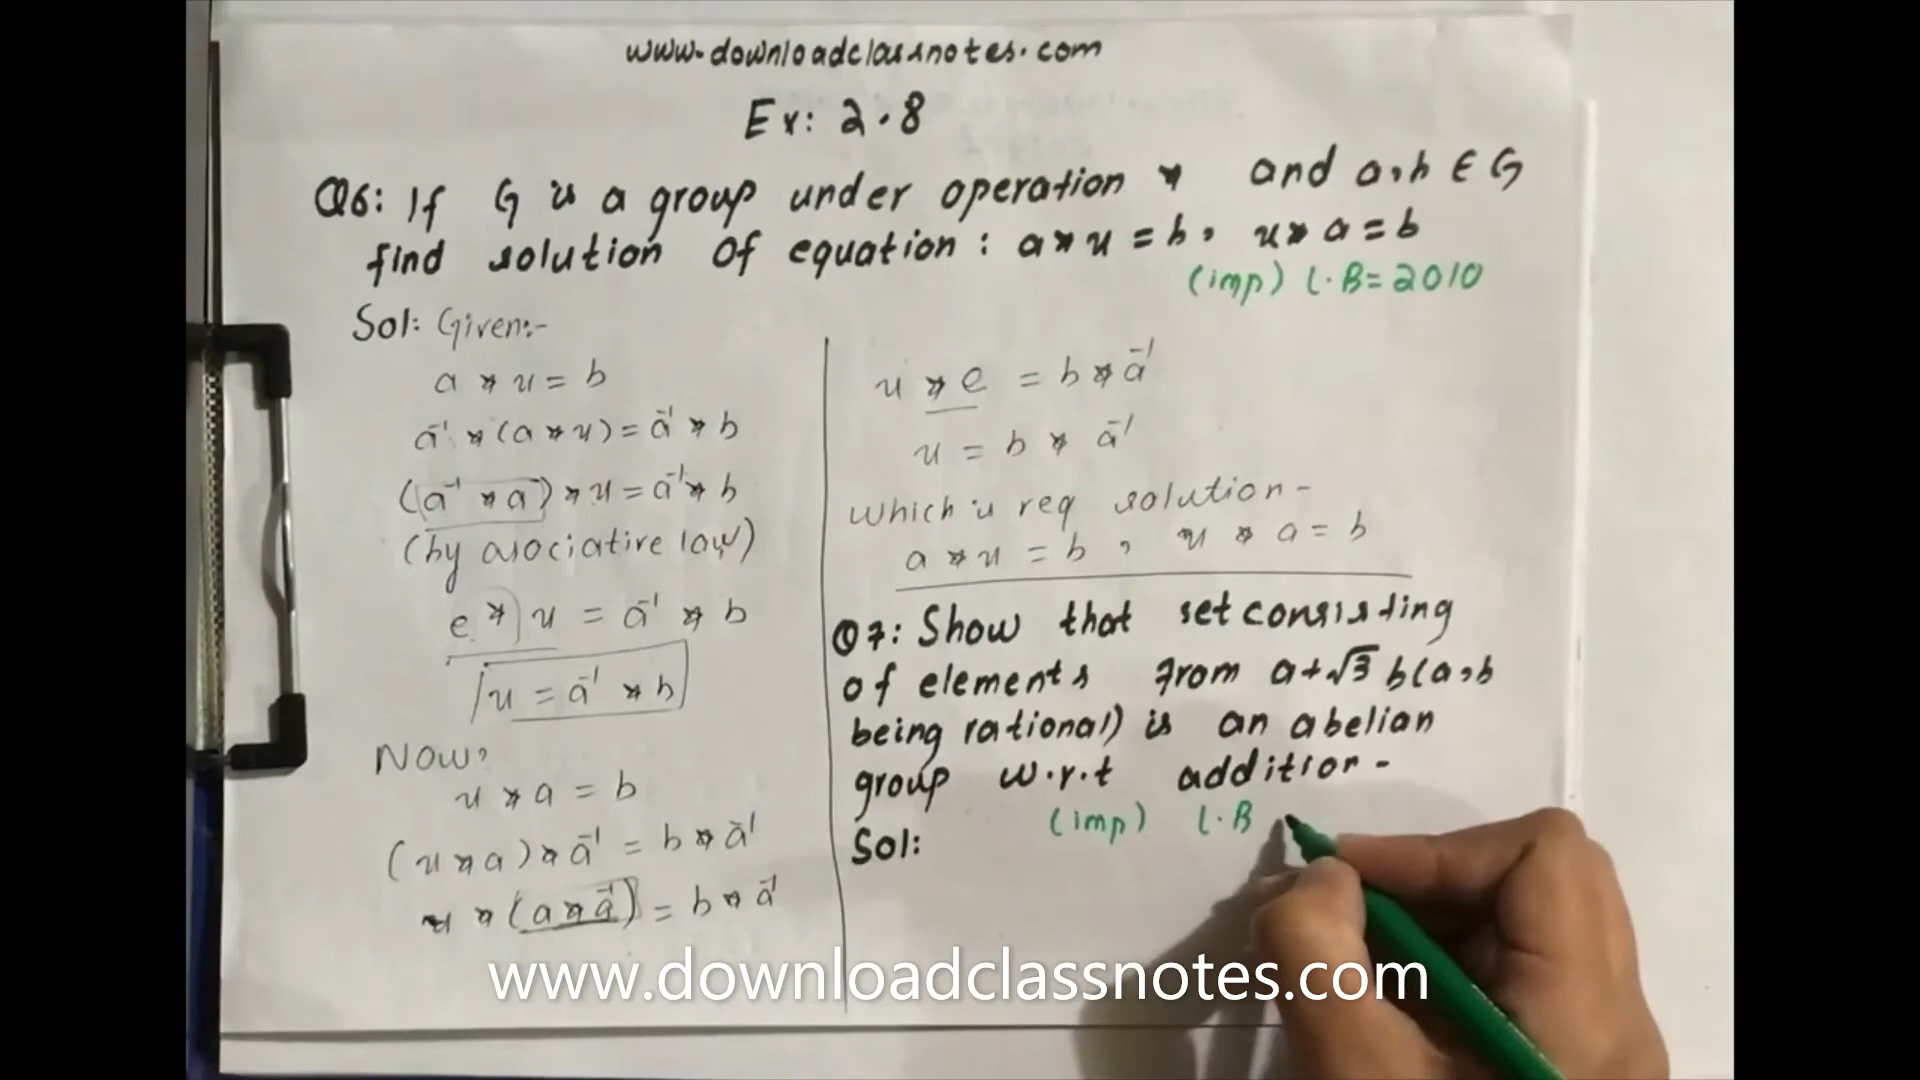 www.downloadclassnotes.com
Ex: 2.8
Q6: If G is a group under operation * and a,b ∈ G
find solution of equation: a*x = b, x*a = b
(imp) L.B=2010
Sol: Given:-
a * x = b
a⁻¹ * (a * x) = a⁻¹ * b
(a⁻¹ * a) * x = a⁻¹ * b
(by associative law)
e * x = a⁻¹ * b
x = a⁻¹ * b
Now,
x * a = b
(x * a) * a⁻¹ = b * a⁻¹
x * (a * a⁻¹) = b * a⁻¹
x * e = b * a⁻¹
x = b * a⁻¹
which is req solution-
a * x = b , x * a = b
Q7: Show that set consisting
of elements from a+√3 b(a,b
being rational) is an abelian
group w.r.t addition-
(imp) L.B
Sol:
www.downloadclassnotes.com